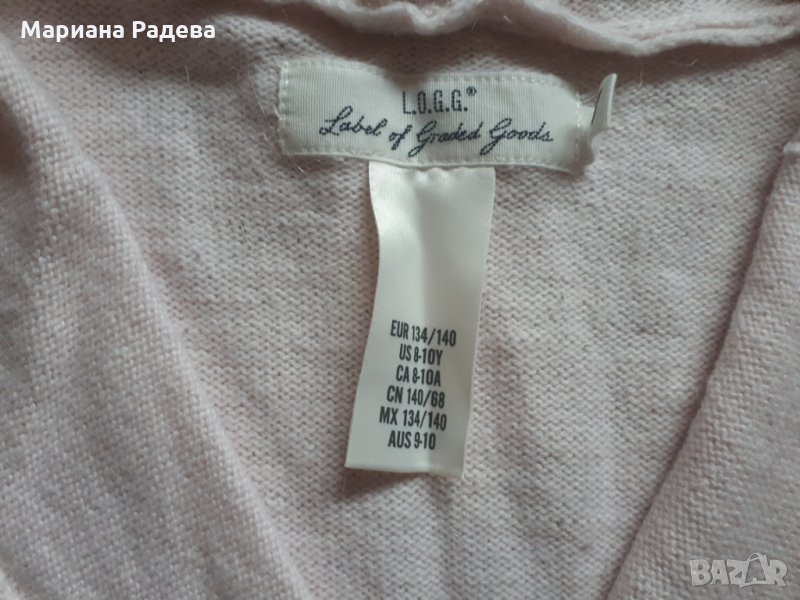 Мариана Радева
L.O.G.G.®
Label of Graded Goods
EUR 134/140
US 8-10Y
CA 8-10A
CN 140/68
MX 134/140
AUS 9-10
BAZAR